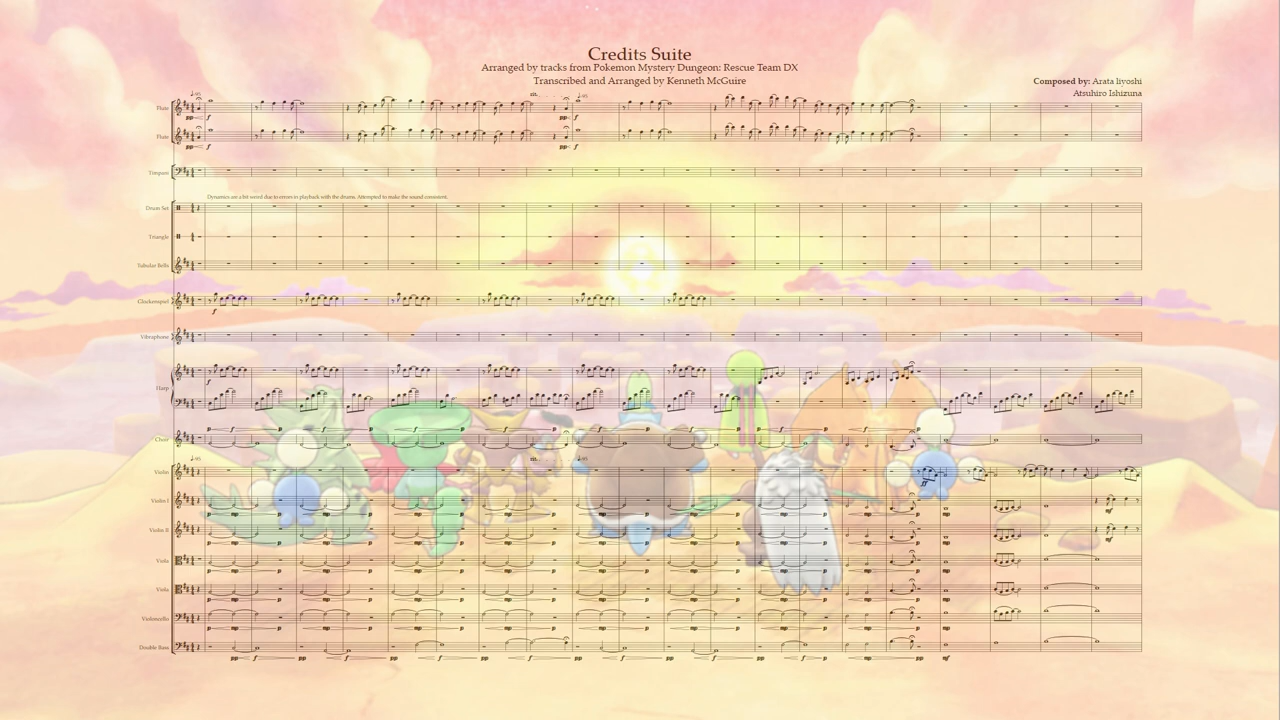 Credits Suite
Arranged by tracks from Pokemon Mystery Dungeon: Rescue Team DX
Transcribed and Arranged by Kenneth McGuire
Composed by: Arata Iiyoshi
Atsuhiro Ishizuna
Flute
Flute
Timpani
Dynamics are a bit weird due to errors in playback with the drums. Attempted to make the sound consistent.
Drum Set
Triangle
Tubular Bells
Glockenspiel
Vibraphone
Harp
Choir
Violin
Violin I
Violin II
Viola
Viola
Violoncello
Double Bass